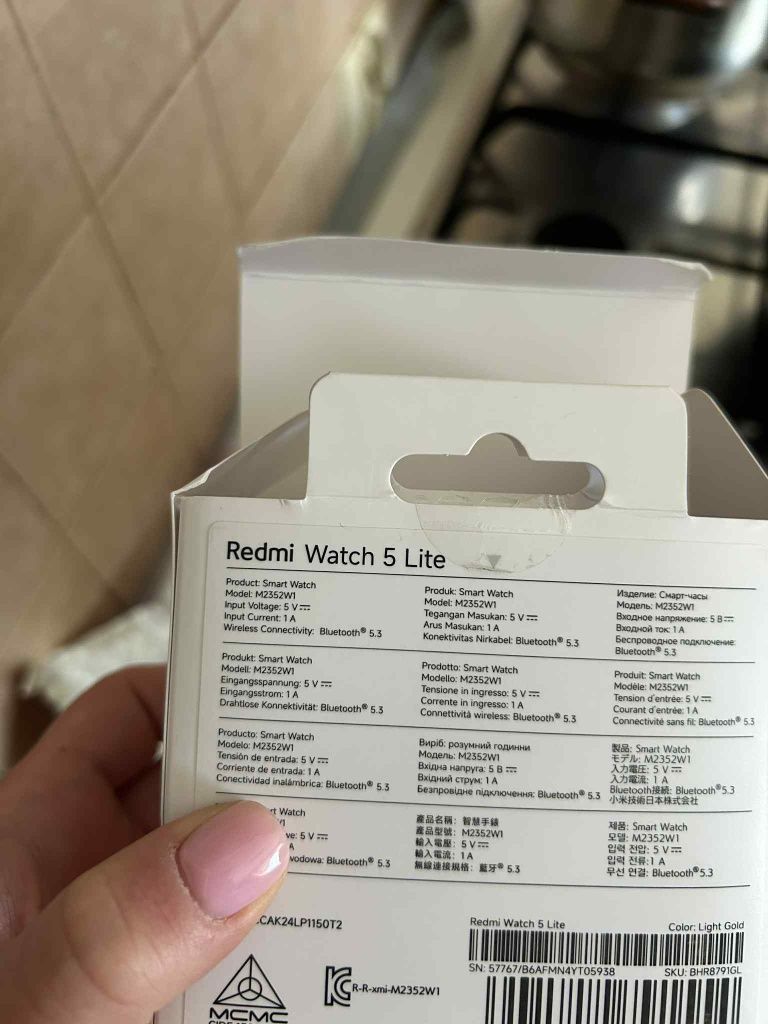 Redmi Watch 5 Lite
Product: Smart Watch
Model: M2352W1
Input Voltage: 5 V⎓
Input Current: 1 A
Wireless Connectivity: Bluetooth® 5.3
Produk: Smart Watch
Model: M2352W1
Tegangan Masukan: 5 V⎓
Arus Masukan: 1 A
Konektivitas Nirkabel: Bluetooth® 5.3
Изделие: Смарт-часы
Модель: M2352W1
Входное напряжение: 5 В⎓
Входной ток: 1 А
Беспроводное подключение:
Bluetooth® 5.3
Produkt: Smart Watch
Modell: M2352W1
Eingangsspannung: 5 V⎓
Eingangsstrom: 1 A
Drahtlose Konnektivität: Bluetooth® 5.3
Prodotto: Smart Watch
Modello: M2352W1
Tensione in ingresso: 5 V⎓
Corrente in ingresso: 1 A
Connettività wireless: Bluetooth® 5.3
Produit: Smart Watch
Modèle: M2352W1
Tension d'entrée: 5 V⎓
Courant d'entrée: 1 A
Connectivité sans fil: Bluetooth® 5.3
Producto: Smart Watch
Modelo: M2352W1
Tensión de entrada: 5 V⎓
Corriente de entrada: 1 A
Conectividad inalámbrica: Bluetooth® 5.3
Виріб: розумний годинни
Модель: M2352W1
Вхідна напруга: 5 В⎓
Вхідний струм: 1 А
Безпровідне підключення: Bluetooth® 5.3
製品: Smart Watch
モデル: M2352W1
入力電圧: 5 V⎓
入力電流: 1 A
Bluetooth接続: Bluetooth®5.3
小米技術日本株式会社
Watch
5 V⎓
Bluetooth® 5.3
產品名稱: 智慧手錶
產品型號: M2352W1
輸入電壓: 5 V⎓
輸入電流: 1 A
無線連接規格: 藍牙® 5.3
제품: Smart Watch
모델: M2352W1
입력 전압: 5 V⎓
입력 전류: 1 A
무선 연결: Bluetooth®5.3
CAK24LP1150T2
MCMC
R-R-xmi-M2352W1
Redmi Watch 5 Lite
Color: Light Gold
SN: 57767/B6AFMN4YT05938
SKU: BHR8791GL